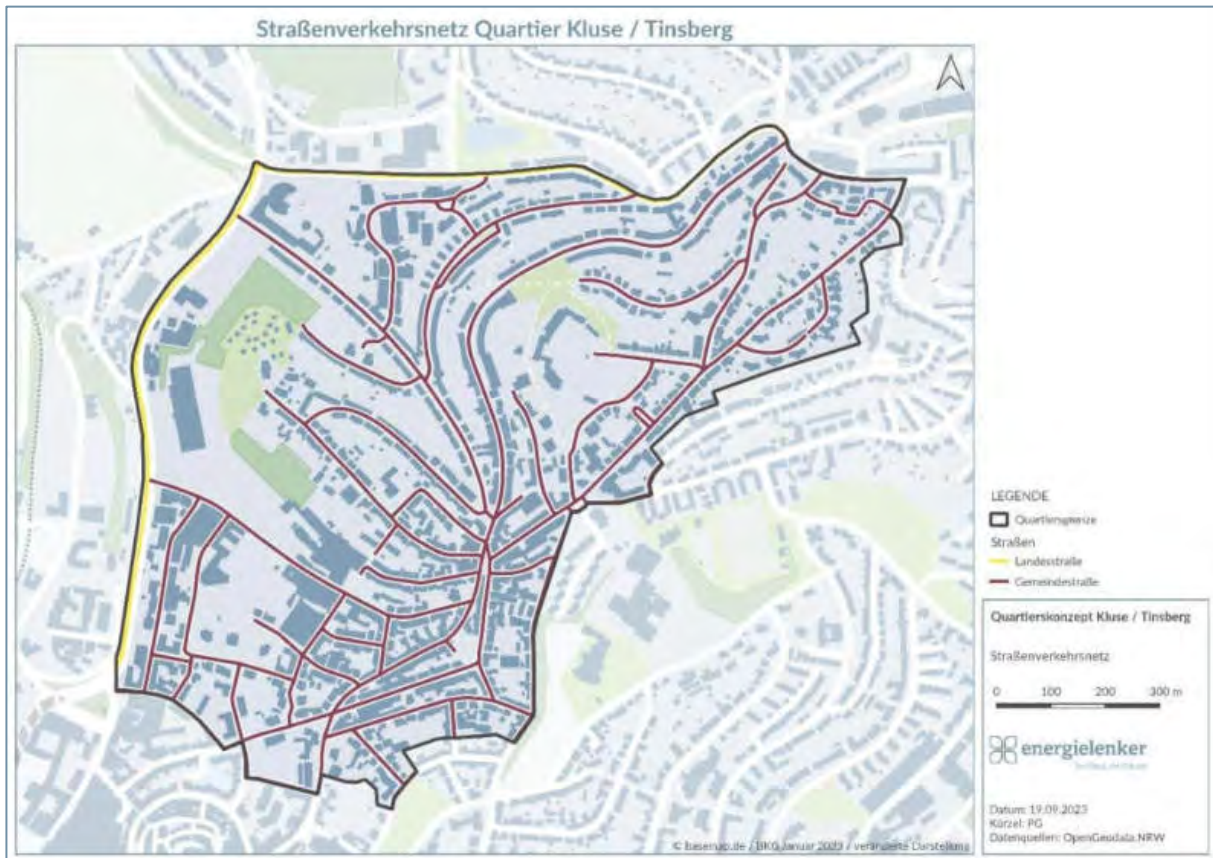 Straßenverkehrsnetz Quartier Kluse / Tinsberg
LEGENDE
Quartiersgrenze
Straßen
Landesstraße
Gemeindestraße
Quartierskonzept Kluse / Tinsberg
Straßenverkehrsnetz
0 100 200 300 m
energielenker
Datum: 19.09.2023
Kürzel: PG
Datenquellen: OpenGeodata.NRW
© basemap.de / BKG Januar 2023 / veränderte Darstellung